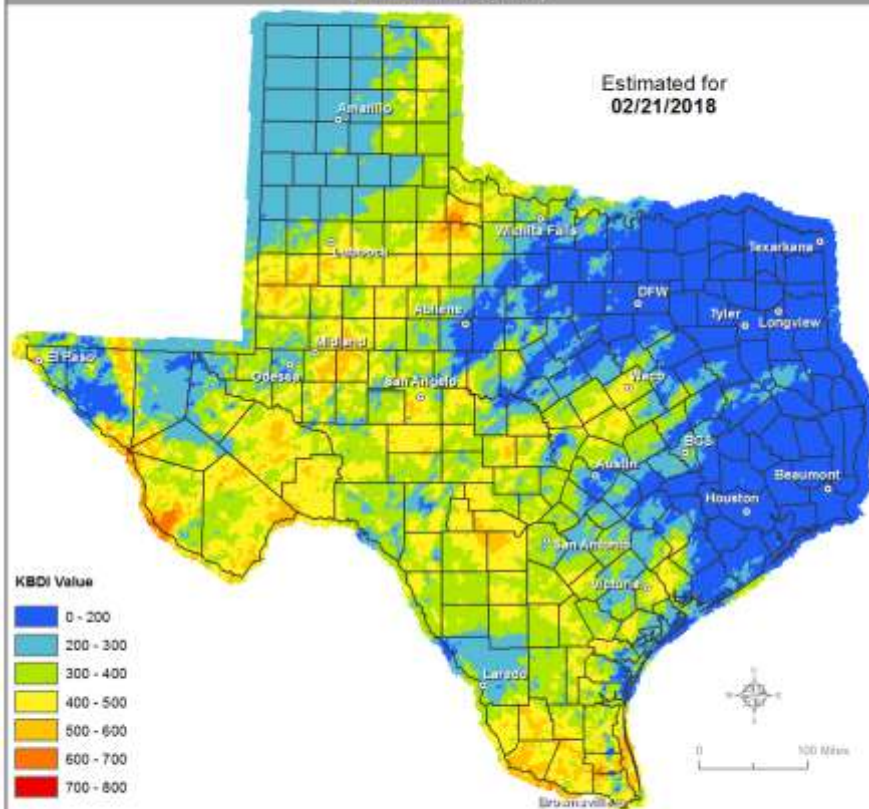 Estimated for
02/21/2018
Amarillo
Wichita Falls
Texarkana
Lubbock
DFW
Abilene
Tyler
Longview
El Paso
Midland
Odessa
San Angelo
Waco
BCS
Austin
Beaumont
Houston
San Antonio
Victoria
KBDI Value
0 - 200
200 - 300
300 - 400
400 - 500
500 - 600
600 - 700
700 - 800
Laredo
0 100 Miles
Brownsville